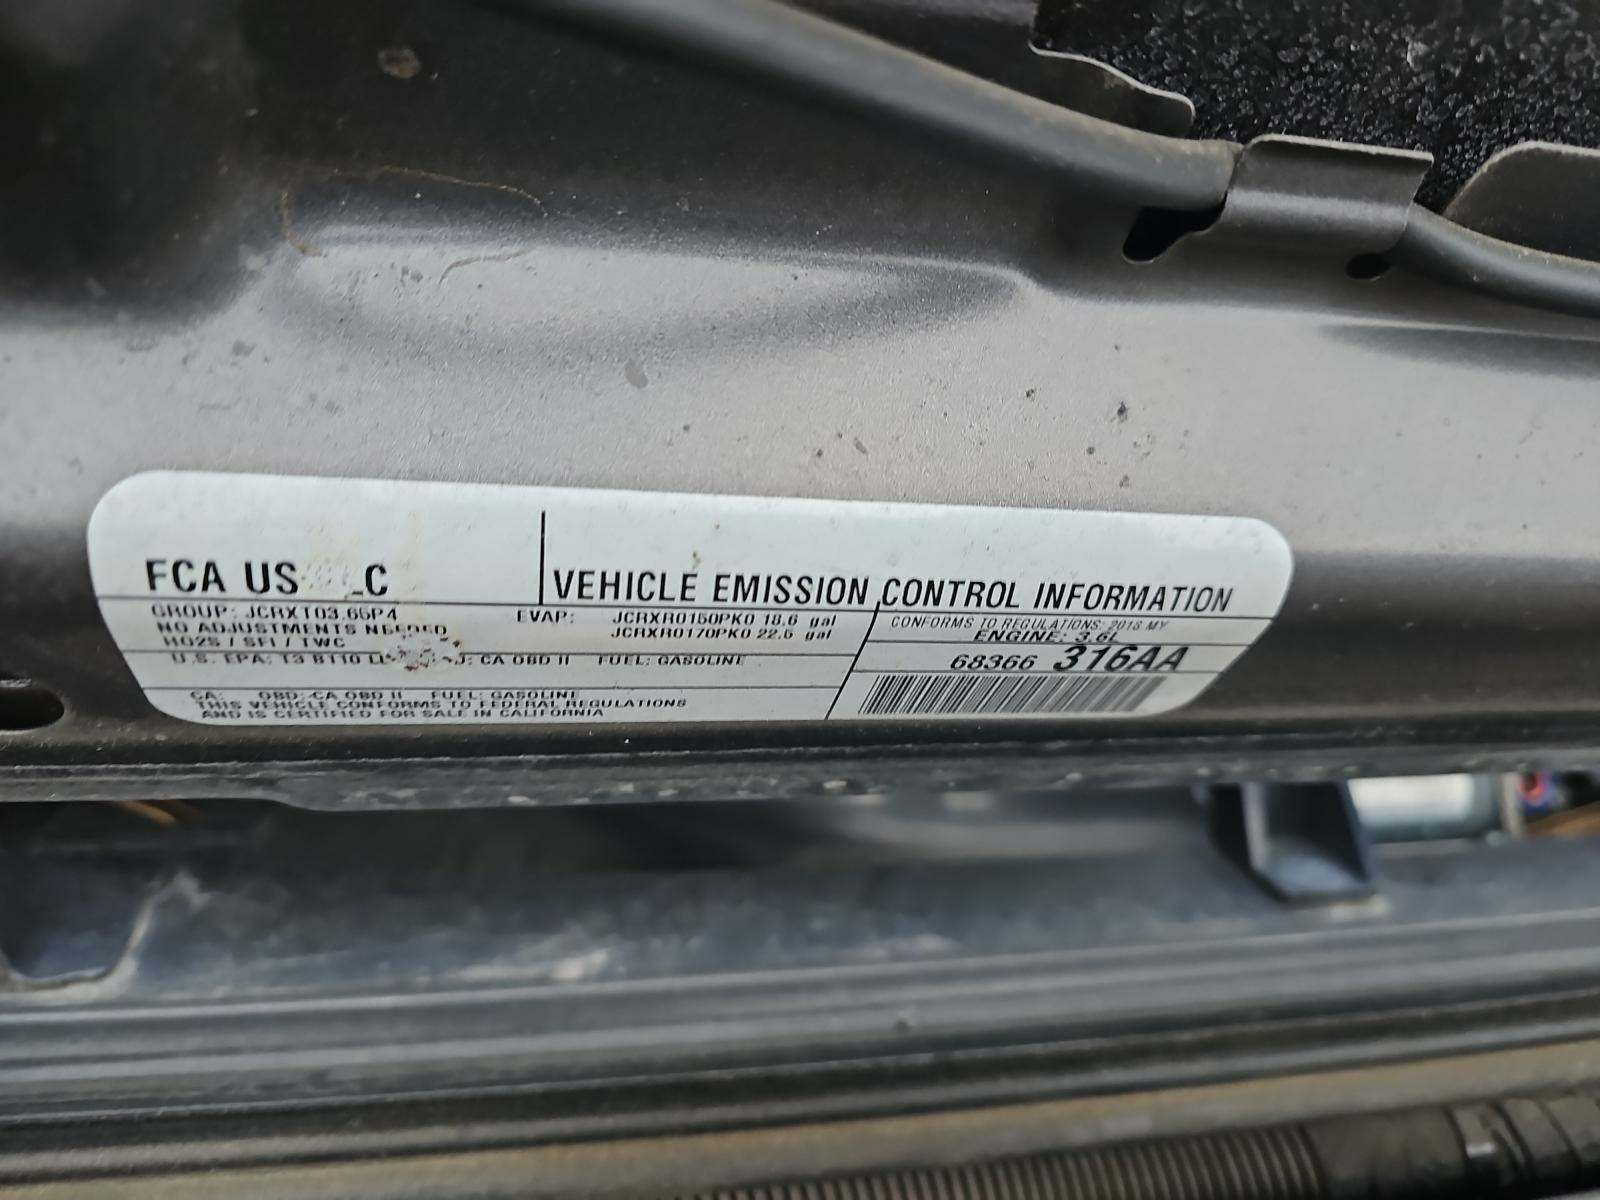 FCA US C
VEHICLE EMISSION CONTROL INFORMATION
GROUP: JCRXT03.65P4
NO ADJUSTMENTS NEEDED
HO2S / SFI / TWC
EVAP: JCRXR0150PK0 18.6 gal
JCRXR0170PK0 22.5 gal
CONFORMS TO REGULATIONS: 2018 MY
ENGINE: 3.6L
U.S. EPA: T3 B110 CA OBD II FUEL: GASOLINE
68366 316AA
CA: OBD: CA OBD II FUEL: GASOLINE
THIS VEHICLE CONFORMS TO FEDERAL REGULATIONS
AND IS CERTIFIED FOR SALE IN CALIFORNIA